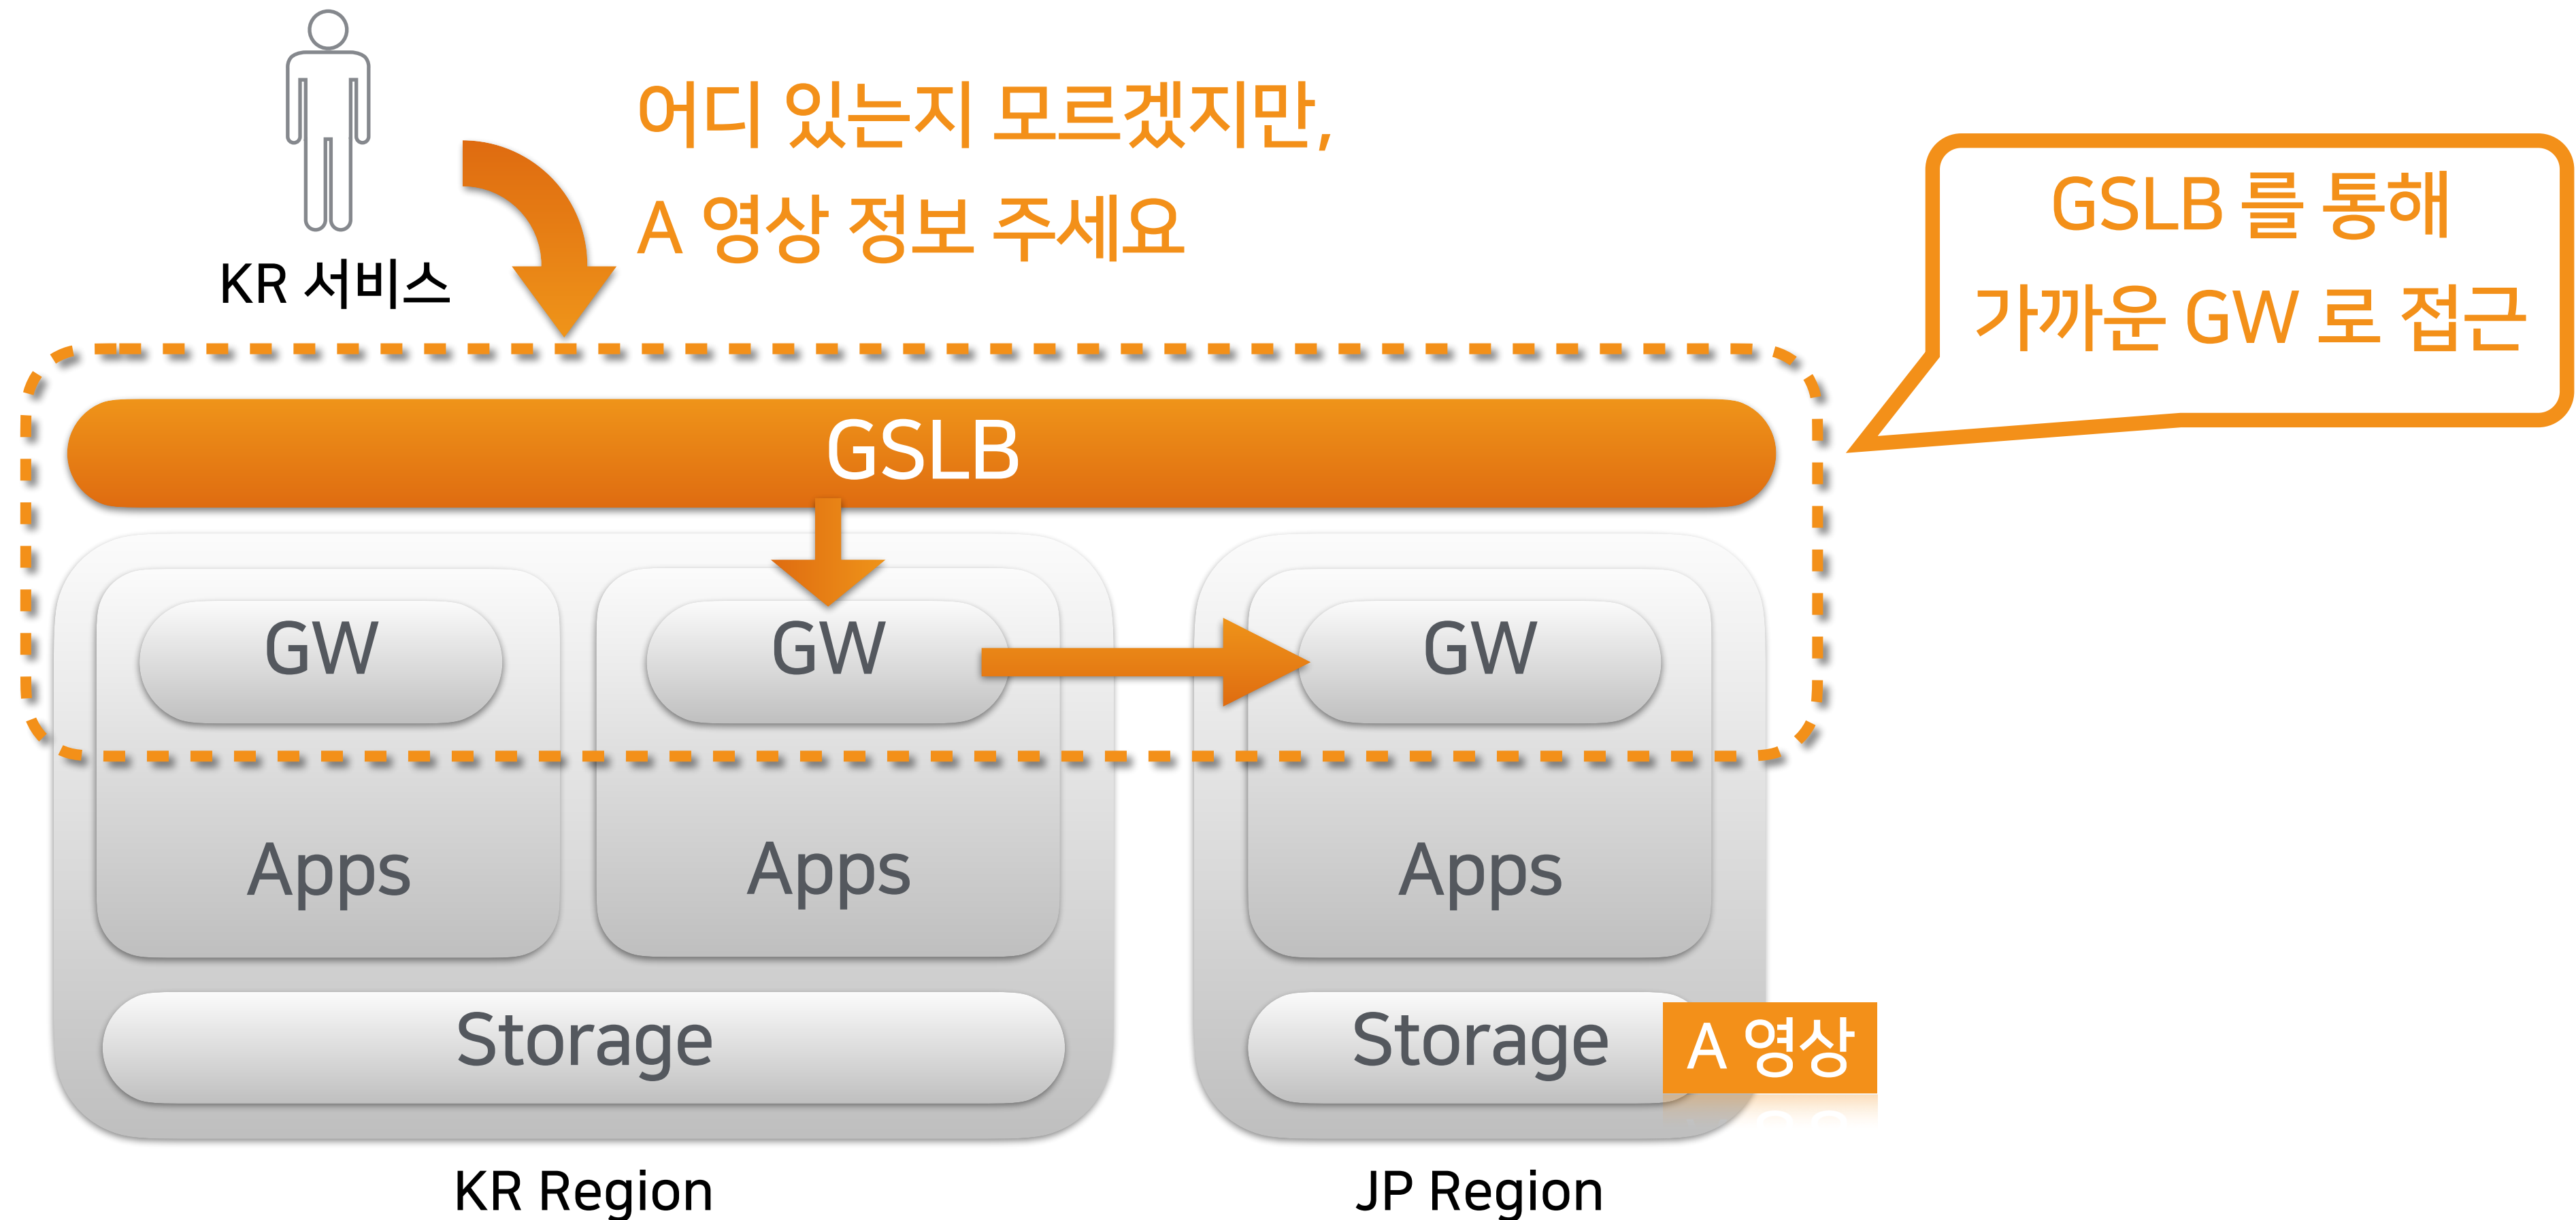 어디 있는지 모르겠지만,
A 영상 정보 주세요
KR 서비스
GSLB 를 통해
가까운 GW 로 접근
GSLB
GW
GW
GW
Apps
Apps
Apps
Storage
Storage
A 영상
KR Region
JP Region